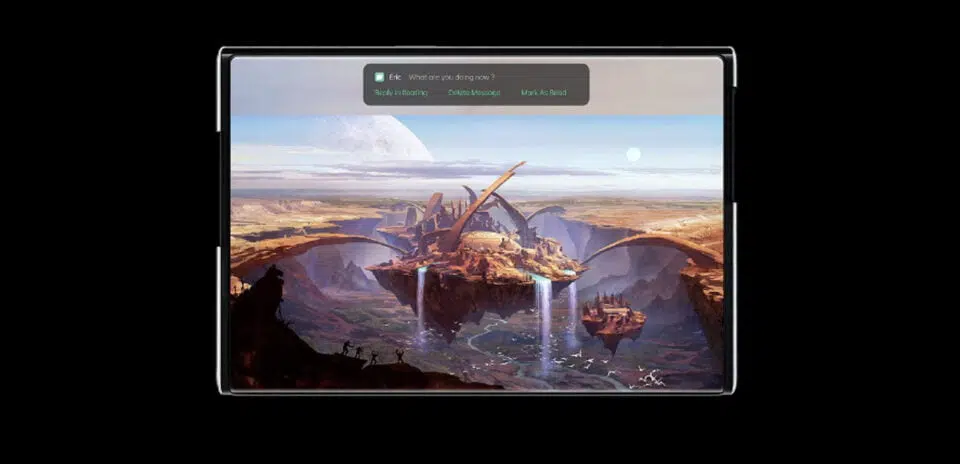 Eric What are you doing now ?
Reply in floating Delete Message Mark As Read